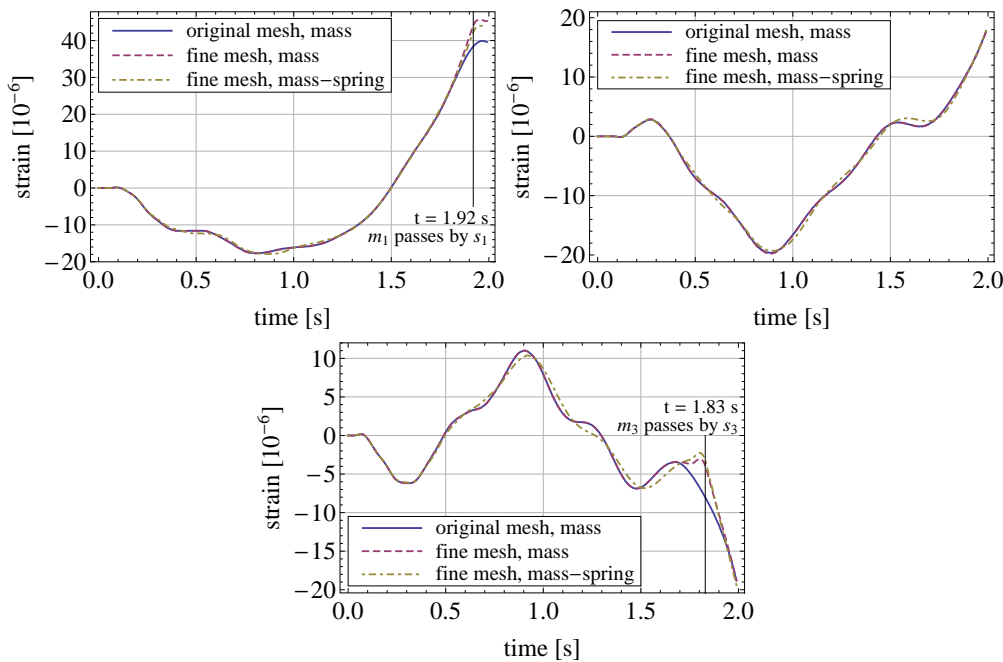 original mesh, mass
fine mesh, mass
fine mesh, mass−spring
strain [10⁻⁶]
40
30
20
10
0
−10
−20
t = 1.92 s
m₁ passes by s₁
0.0 0.5 1.0 1.5 2.0
time [s]
original mesh, mass
fine mesh, mass
fine mesh, mass−spring
strain [10⁻⁶]
20
10
0
−10
−20
0.0 0.5 1.0 1.5 2.0
time [s]
strain [10⁻⁶]
10
5
0
−5
−10
−15
−20
t = 1.83 s
m₃ passes by s₃
original mesh, mass
fine mesh, mass
fine mesh, mass−spring
0.0 0.5 1.0 1.5 2.0
time [s]